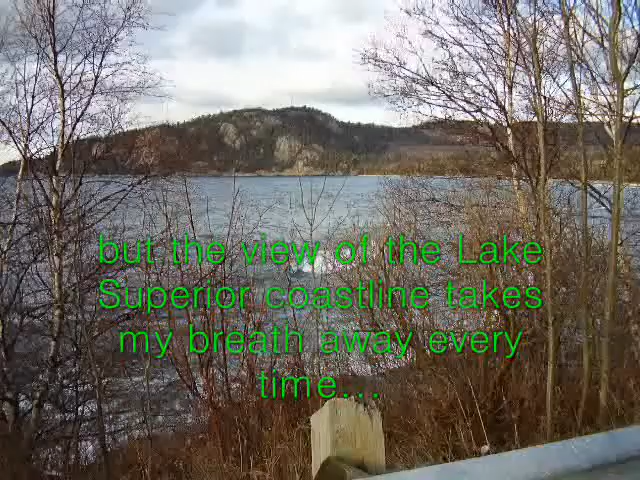 but the view of the Lake
Superior coastline takes
my breath away every
time...